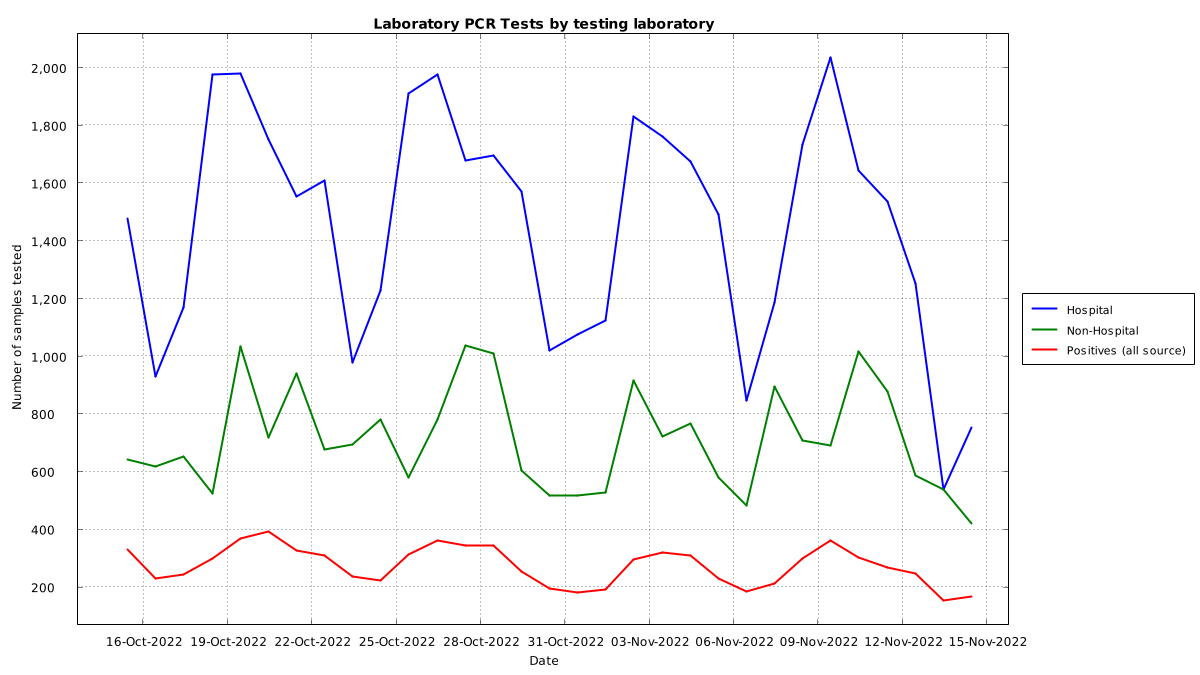 Laboratory PCR Tests by testing laboratory
2,000
1,800
1,600
1,400
1,200
1,000
800
600
400
200
Number of samples tested
16-Oct-2022 19-Oct-2022 22-Oct-2022 25-Oct-2022 28-Oct-2022 31-Oct-2022 03-Nov-2022 06-Nov-2022 09-Nov-2022 12-Nov-2022 15-Nov-2022
Date
Hospital
Non-Hospital
Positives (all source)